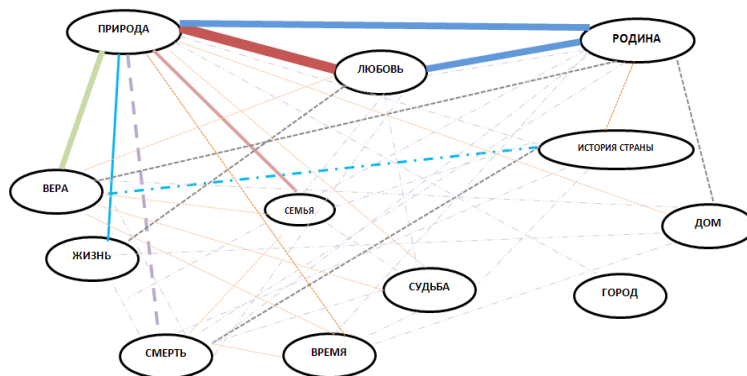 ПРИРОДА
РОДИНА
ЛЮБОВЬ
ИСТОРИЯ СТРАНЫ
ВЕРА
СЕМЬЯ
ДОМ
ЖИЗНЬ
СУДЬБА
ГОРОД
СМЕРТЬ
ВРЕМЯ